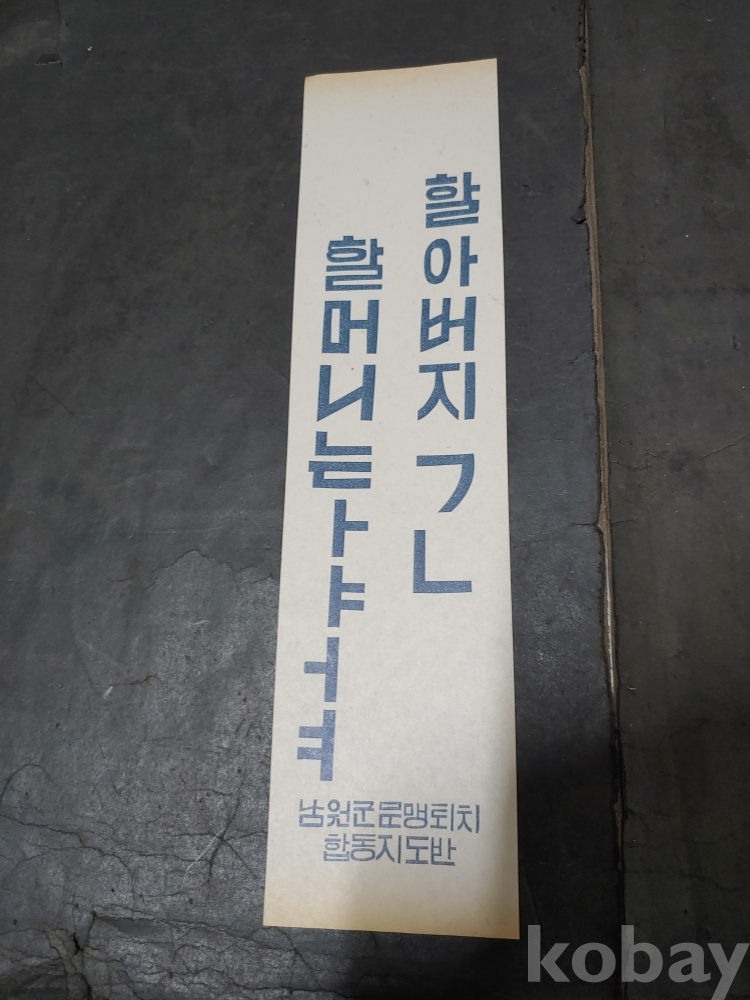 할아버지 ㄱㄴ
할머니는 ㅏㅑㅓㅕ
남원군문맹퇴치
합동지도반
kobay